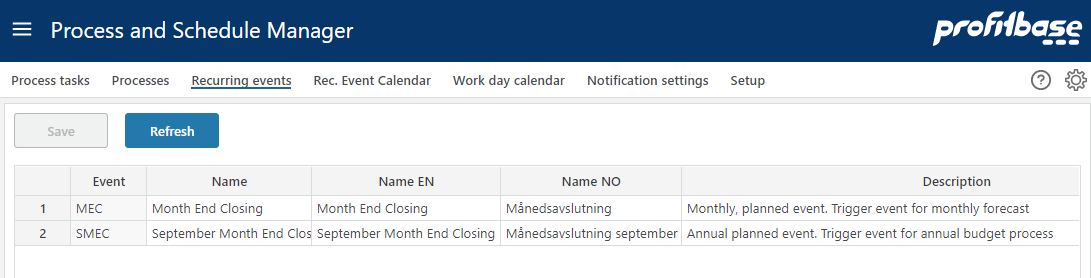 Process and Schedule Manager
profitbase
Process tasks Processes Recurring events Rec. Event Calendar Work day calendar Notification settings Setup
?
Save Refresh
Event Name Name EN Name NO Description
1 MEC Month End Closing Month End Closing Månedsavslutning Monthly, planned event. Trigger event for monthly forecast
2 SMEC September Month End Clos September Month End Closing Månedsavslutning september Annual planned event. Trigger event for annual budget process